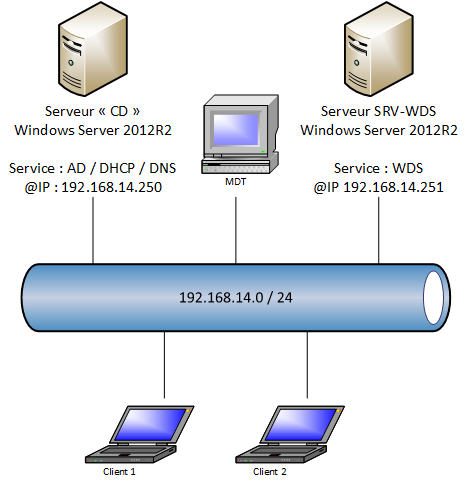 Serveur « CD »
Windows Server 2012R2
Service : AD / DHCP / DNS
@IP : 192.168.14.250
MDT
Serveur SRV-WDS
Windows Server 2012R2
Service : WDS
@IP 192.168.14.251
192.168.14.0 / 24
Client 1
Client 2